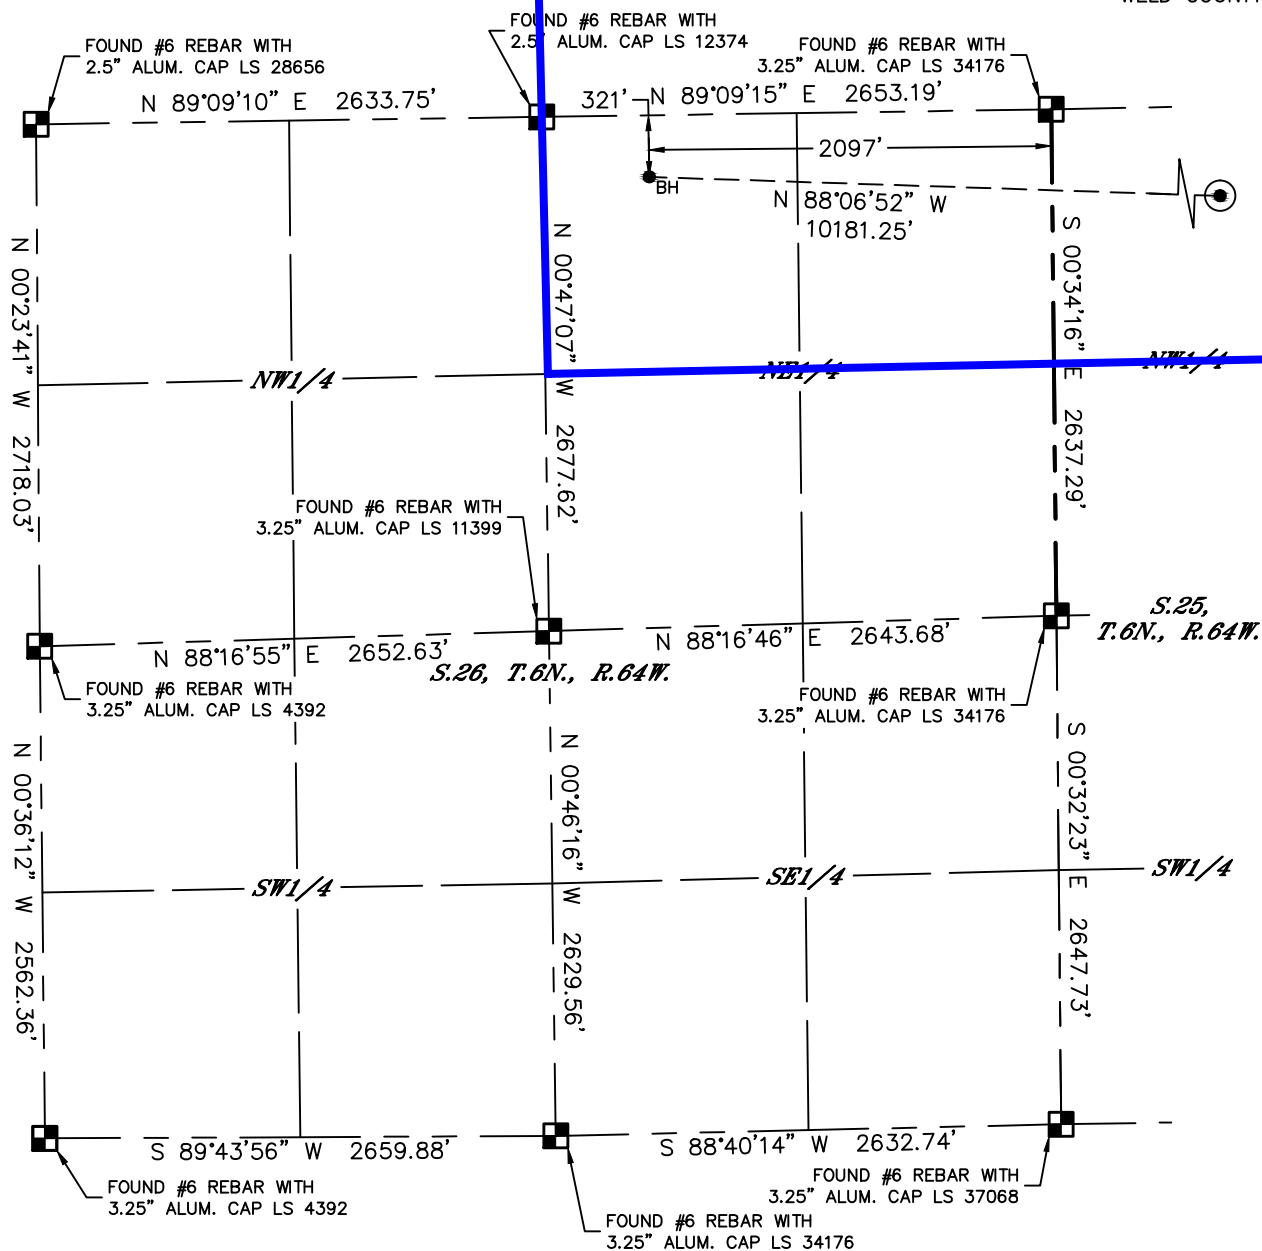 FOUND #6 REBAR WITH
2.5" ALUM. CAP LS 28656
FOUND #6 REBAR WITH
2.5" ALUM. CAP LS 12374
FOUND #6 REBAR WITH
3.25" ALUM. CAP LS 34176
N 89°09'10" E 2633.75'
321'
N 89°09'15" E 2653.19'
2097'
BH
N 88°06'52" W
10181.25'
N 00°23'41" W 2718.03'
N 00°47'07" W 2677.62'
S 00°34'16" E 2637.29'
NW1/4
NE1/4
NW1/4
FOUND #6 REBAR WITH
3.25" ALUM. CAP LS 11399
S.25,
T.6N., R.64W.
N 88°16'55" E 2652.63'
N 88°16'46" E 2643.68'
S.26, T.6N., R.64W.
FOUND #6 REBAR WITH
3.25" ALUM. CAP LS 4392
FOUND #6 REBAR WITH
3.25" ALUM. CAP LS 34176
N 00°36'12" W 2562.36'
N 00°46'16" W 2629.56'
S 00°32'23" E 2647.73'
SW1/4
SE1/4
SW1/4
S 89°43'56" W 2659.88'
S 88°40'14" W 2632.74'
FOUND #6 REBAR WITH
3.25" ALUM. CAP LS 4392
FOUND #6 REBAR WITH
3.25" ALUM. CAP LS 37068
FOUND #6 REBAR WITH
3.25" ALUM. CAP LS 34176